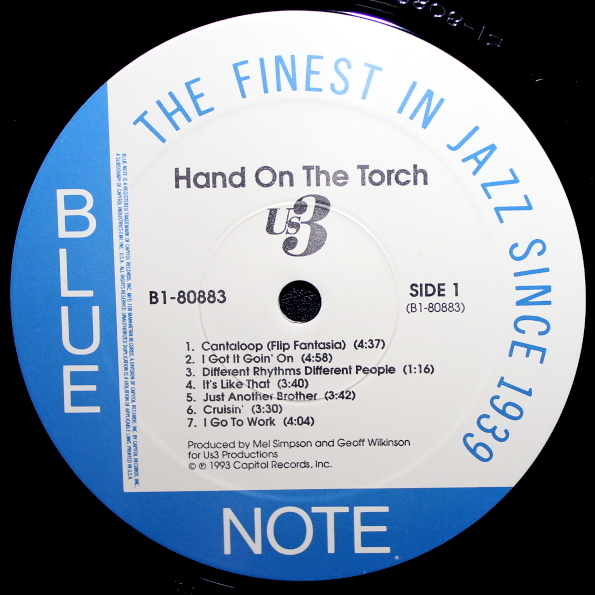 THE FINEST IN JAZZ SINCE 1939
BLUE
NOTE
Hand On The Torch
Us3
B1-80883
SIDE 1
(B1-80883)
1. Cantaloop (Flip Fantasia) (4:37)
2. I Got It Goin' On (4:58)
3. Different Rhythms Different People (1:16)
4. It's Like That (3:40)
5. Just Another Brother (3:42)
6. Cruisin' (3:30)
7. I Go To Work (4:04)
Produced by Mel Simpson and Geoff Wilkinson
for Us3 Productions
© ℗ 1993 Capitol Records, Inc.